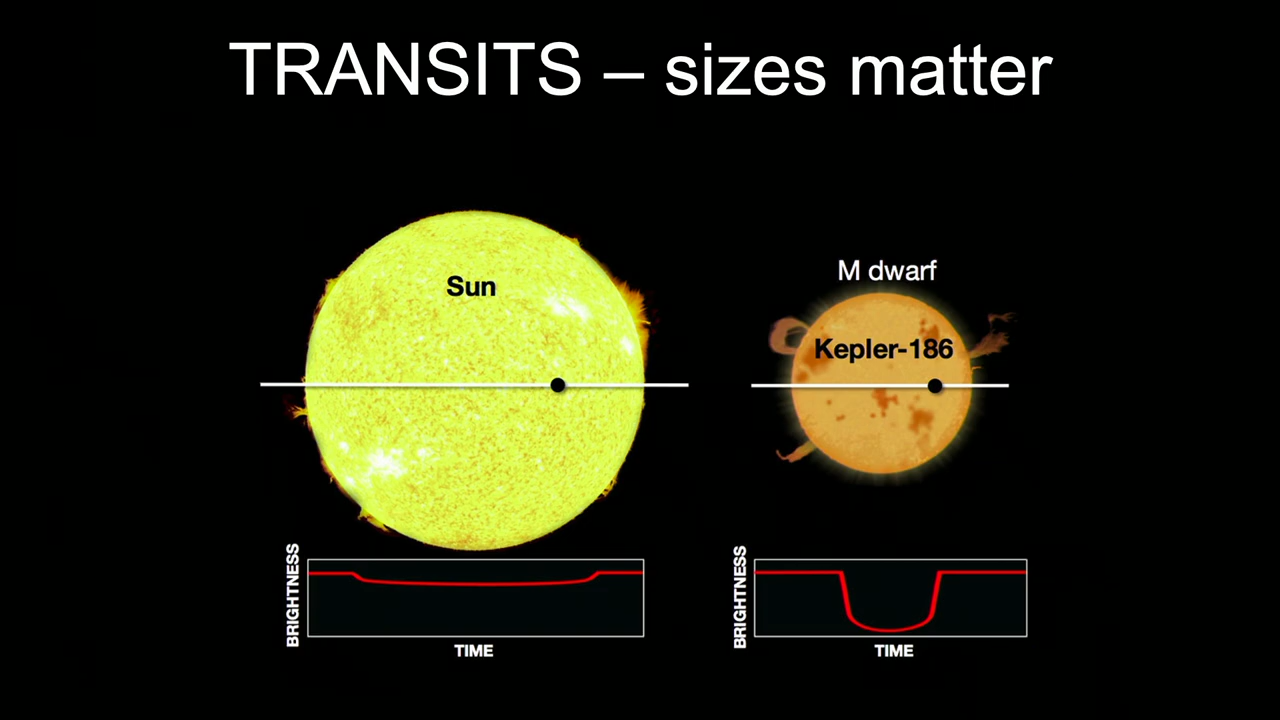 TRANSITS – sizes matter
Sun
M dwarf
Kepler-186
BRIGHTNESS
TIME
BRIGHTNESS
TIME